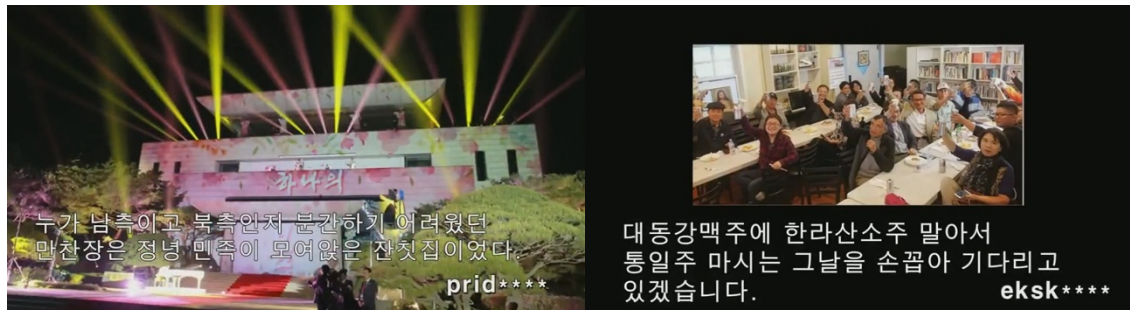 하나의
누가 남측이고 북측인지 분간하기 어려웠던
만찬장은 정녕 민족이 모여앉은 잔칫집이었다.
prid****
대동강맥주에 한라산소주 말아서
통일주 마시는 그날을 손꼽아 기다리고
있겠습니다.
eksk****